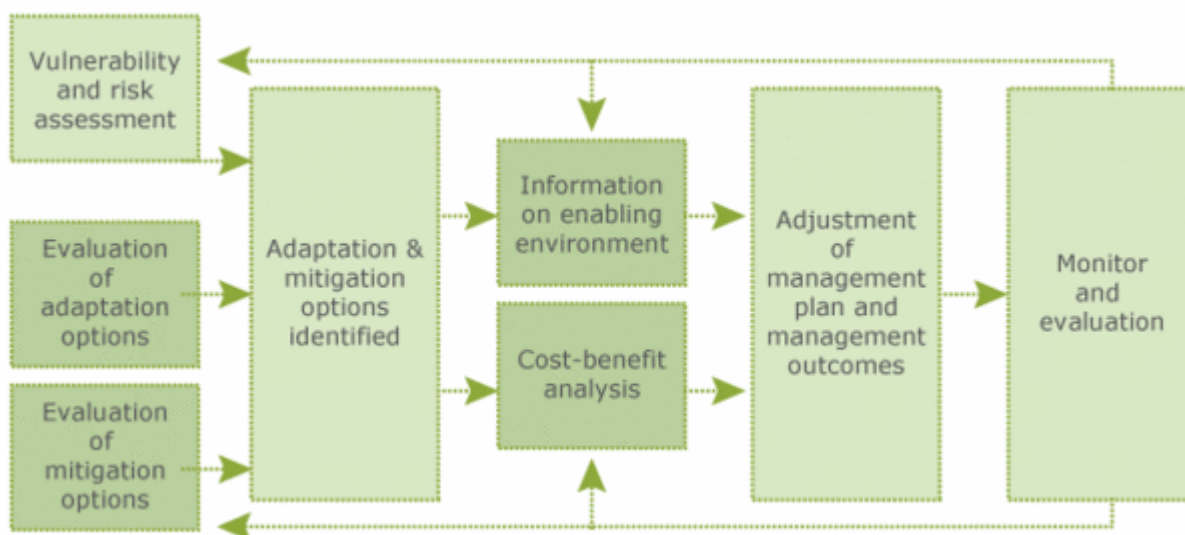 Vulnerability
and risk
assessment
Evaluation
of
adaptation
options
Evaluation
of
mitigation
options
Adaptation &
mitigation
options
identified
Information
on enabling
environment
Cost-benefit
analysis
Adjustment
of
management
plan and
management
outcomes
Monitor
and
evaluation